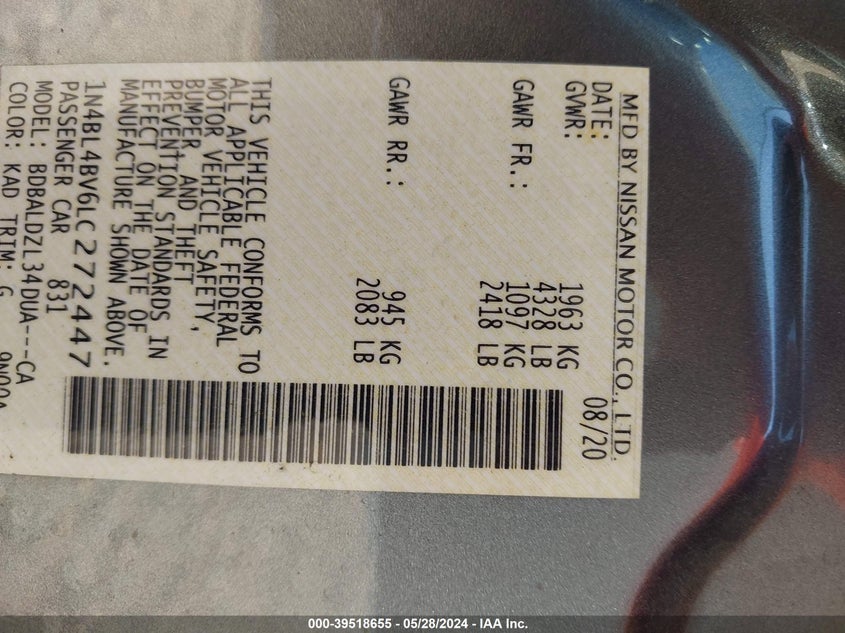 MFD BY NISSAN MOTOR CO., LTD.
DATE: 08/20
GVWR: 1963 KG
4328 LB
GAWR FR.: 1097 KG
2418 LB
GAWR RR.: 945 KG
2083 LB
THIS VEHICLE CONFORMS TO
ALL APPLICABLE FEDERAL
MOTOR VEHICLE SAFETY,
BUMPER, AND THEFT
PREVENTION STANDARDS IN
EFFECT ON THE DATE OF
MANUFACTURE SHOWN ABOVE.
1N4BL4BV6LC272447
PASSENGER CAR 831
MODEL: BDBALDZL34DUA---CA
COLOR: KAD TRIM: G
000-39518655 - 05/28/2024 - IAA Inc.